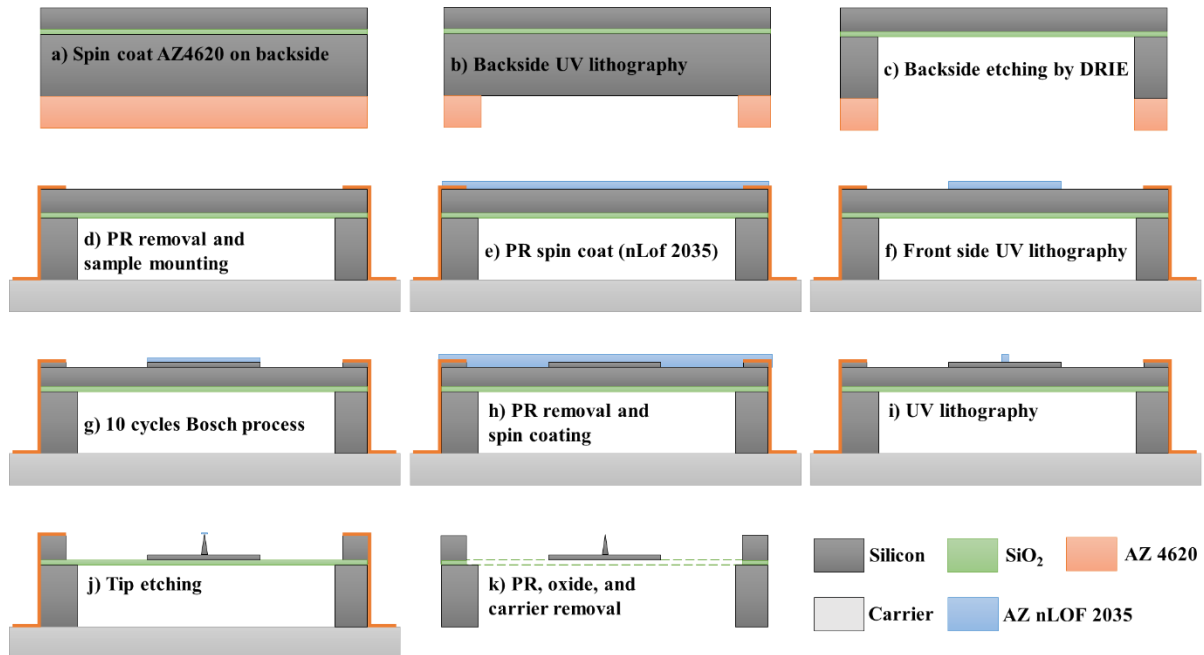 a) Spin coat AZ4620 on backside
b) Backside UV lithography
c) Backside etching by DRIE
d) PR removal and
sample mounting
e) PR spin coat (nLof 2035)
f) Front side UV lithography
g) 10 cycles Bosch process
h) PR removal and
spin coating
i) UV lithography
j) Tip etching
k) PR, oxide, and
carrier removal
Silicon
SiO₂
AZ 4620
Carrier
AZ nLOF 2035